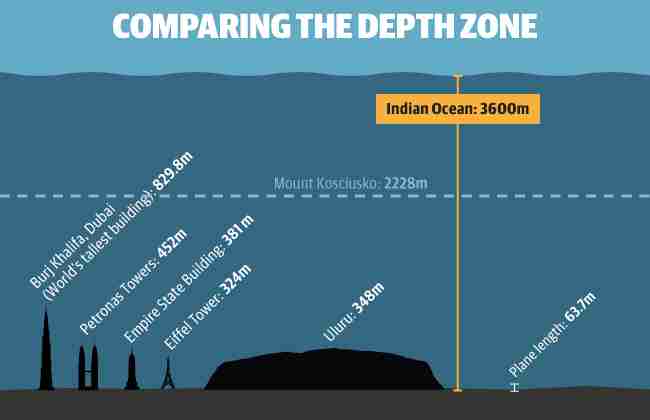 COMPARING THE DEPTH ZONE
Indian Ocean: 3600m
Mount Kosciusko: 2228m
Burj Khalifa, Dubai
(World's tallest building): 829.8m
Petronas Towers: 452m
Empire State Building: 381m
Eiffel Tower: 324m
Uluru: 348m
Plane length: 63.7m